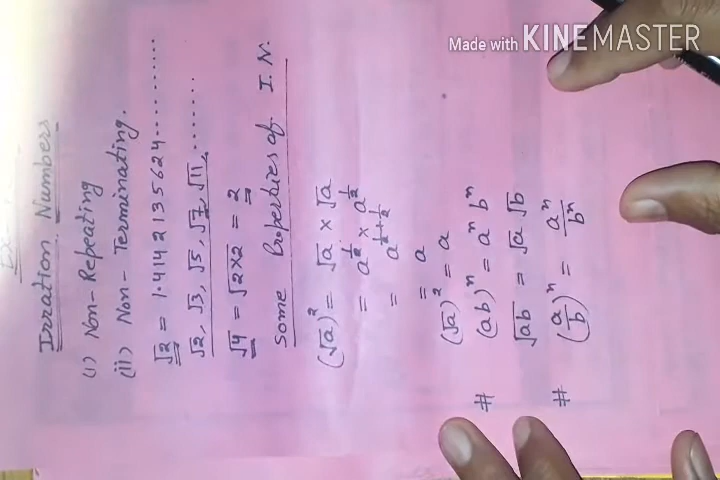 Irration Numbers
(i) Non-Repeating
(ii) Non-Terminating.
√2 = 1.4142135624..........
√2, √3, √5, √7, √11, .......
√4 = √2×2 = 2
Some Properties of I.N.
(√a)² = √a × √a
= a^½ × a^½
= a^(½+½)
= a
(√a)² = a
# (ab)ⁿ = aⁿ bⁿ
√ab = √a √b
# (a/b)ⁿ = aⁿ/bⁿ
Made with KINEMASTER